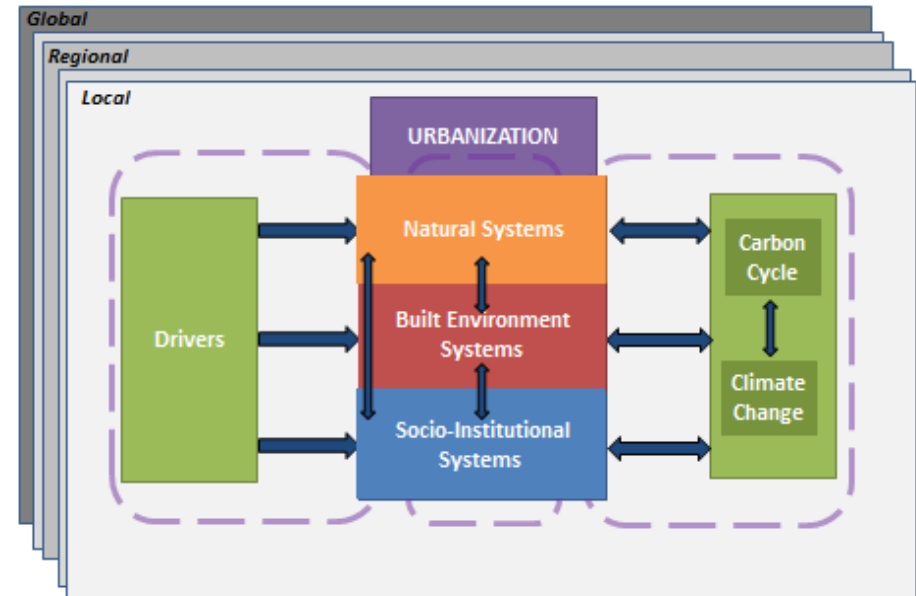 Global
Regional
Local
URBANIZATION
Natural Systems
Built Environment
Systems
Socio-Institutional
Systems
Drivers
Carbon
Cycle
Climate
Change